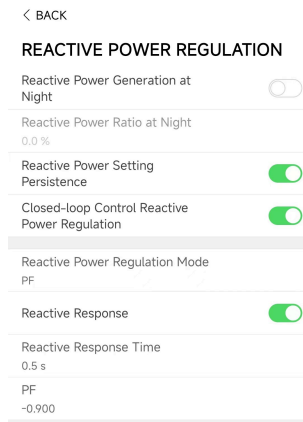 < BACK
REACTIVE POWER REGULATION
Reactive Power Generation at
Night
Reactive Power Ratio at Night
0.0 %
Reactive Power Setting
Persistence
Closed-loop Control Reactive
Power Regulation
Reactive Power Regulation Mode
PF
Reactive Response
Reactive Response Time
0.5 s
PF
-0.900